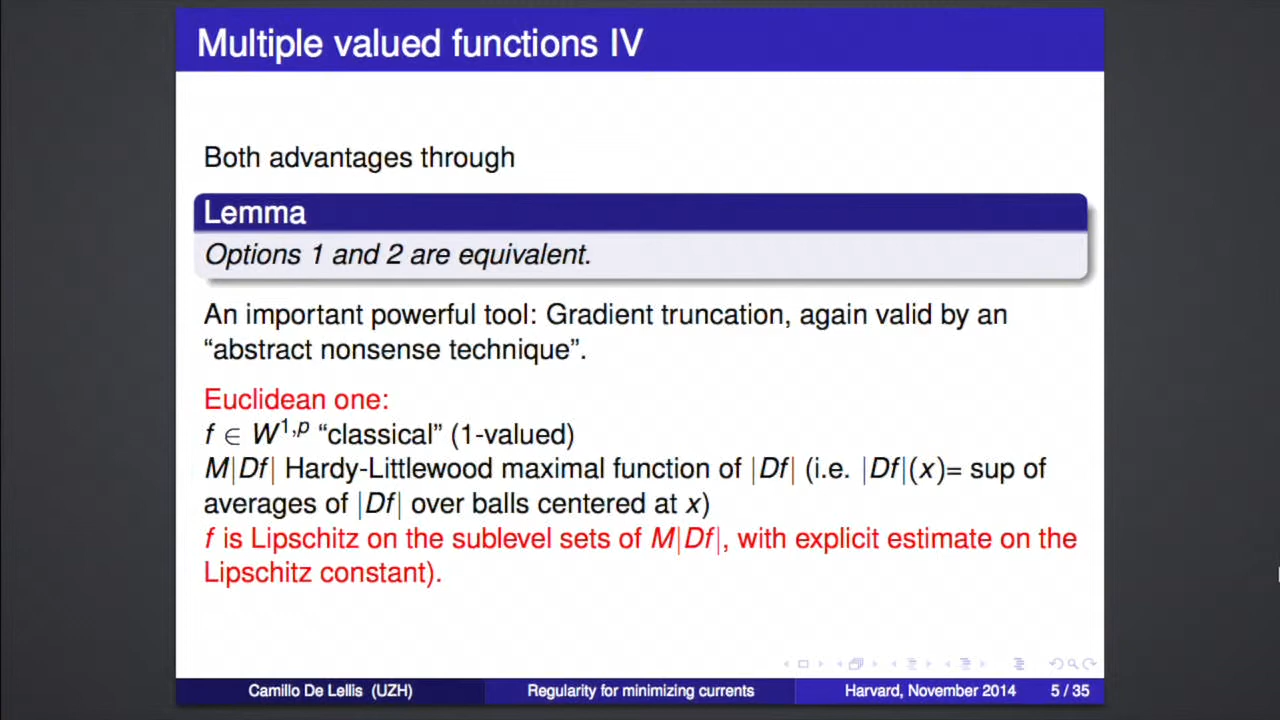 Multiple valued functions IV
Both advantages through
Lemma
Options 1 and 2 are equivalent.
An important powerful tool: Gradient truncation, again valid by an
“abstract nonsense technique”.
Euclidean one:
f ∈ W^{1,p} “classical” (1-valued)
M|Df| Hardy-Littlewood maximal function of |Df| (i.e. |Df|(x)= sup of
averages of |Df| over balls centered at x)
f is Lipschitz on the sublevel sets of M|Df|, with explicit estimate on the
Lipschitz constant).
Camillo De Lellis (UZH) Regularity for minimizing currents Harvard, November 2014 5 / 35